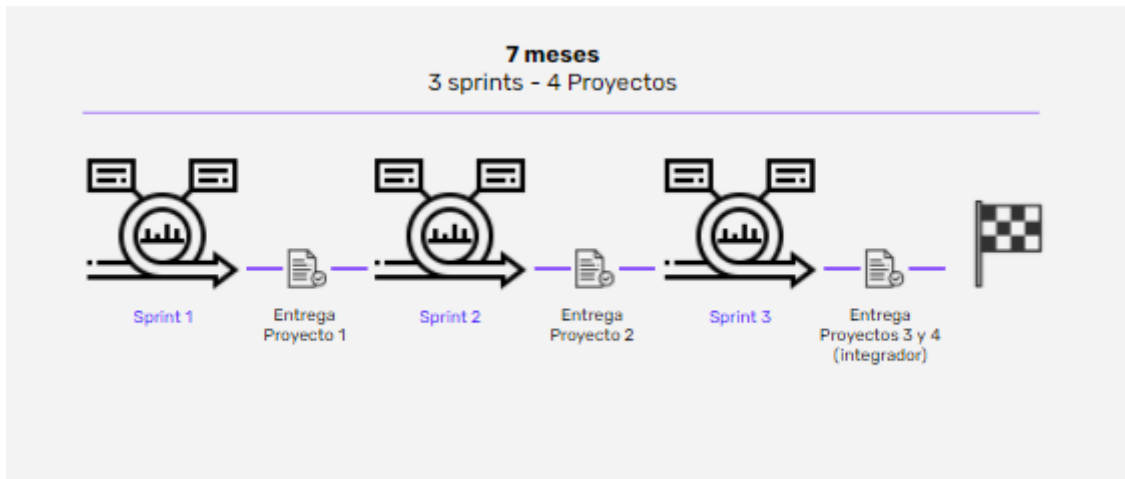 7 meses
3 sprints - 4 Proyectos
Sprint 1
Entrega
Proyecto 1
Sprint 2
Entrega
Proyecto 2
Sprint 3
Entrega
Proyectos 3 y 4
(integrador)